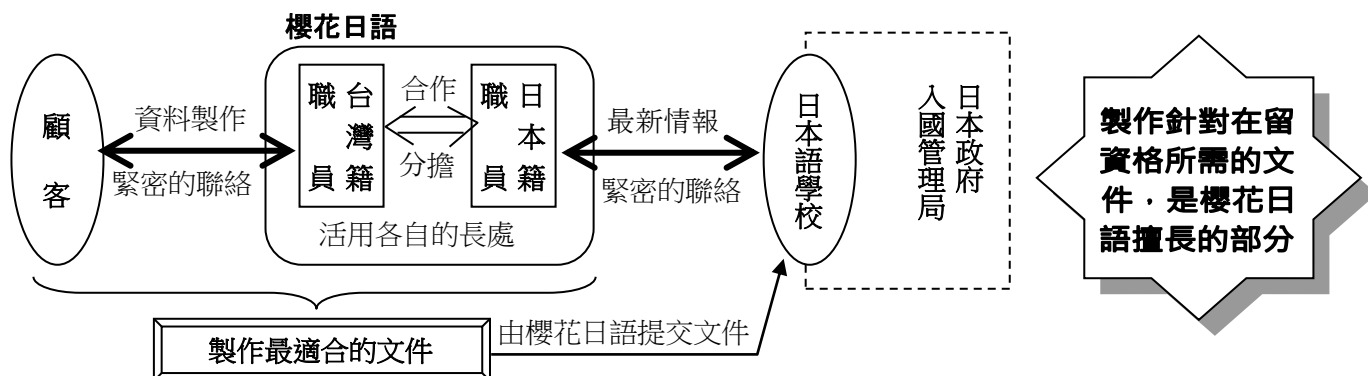 櫻花日語
顧客
資料製作
緊密的聯絡
台灣籍
職員
合作
分擔
日本籍
職員
活用各自的長處
最新情報
緊密的聯絡
日本語學校
日本政府
入國管理局
製作針對在留
資格所需的文
件，是櫻花日
語擅長的部分
製作最適合的文件
由櫻花日語提交文件